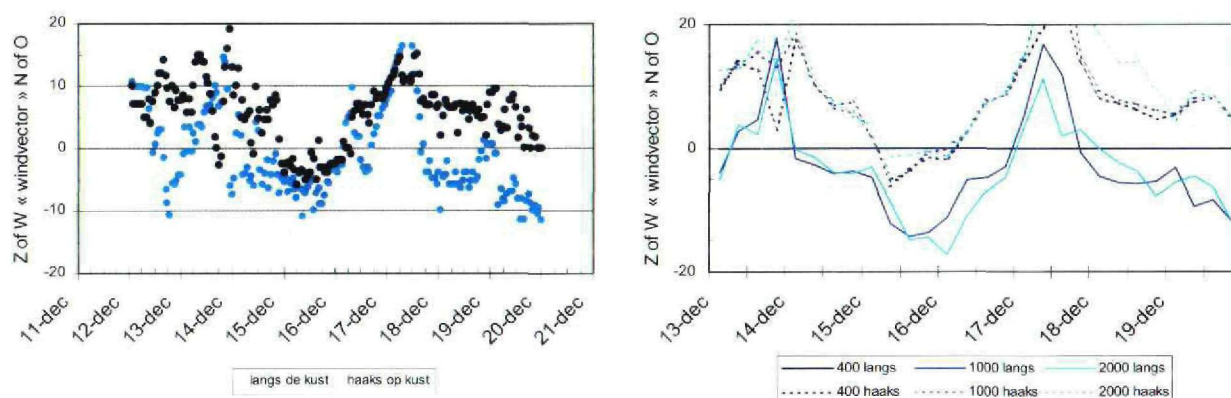 Z of W « windvector » N of O
20
10
0
-10
-20
11-dec
12-dec
13-dec
14-dec
15-dec
16-dec
17-dec
18-dec
19-dec
20-dec
21-dec
langs de kust haaks op kust
Z of W « windvector » N of O
20
0
-20
13-dec
14-dec
15-dec
16-dec
17-dec
18-dec
19-dec
400 langs 1000 langs 2000 langs
400 haaks 1000 haaks 2000 haaks